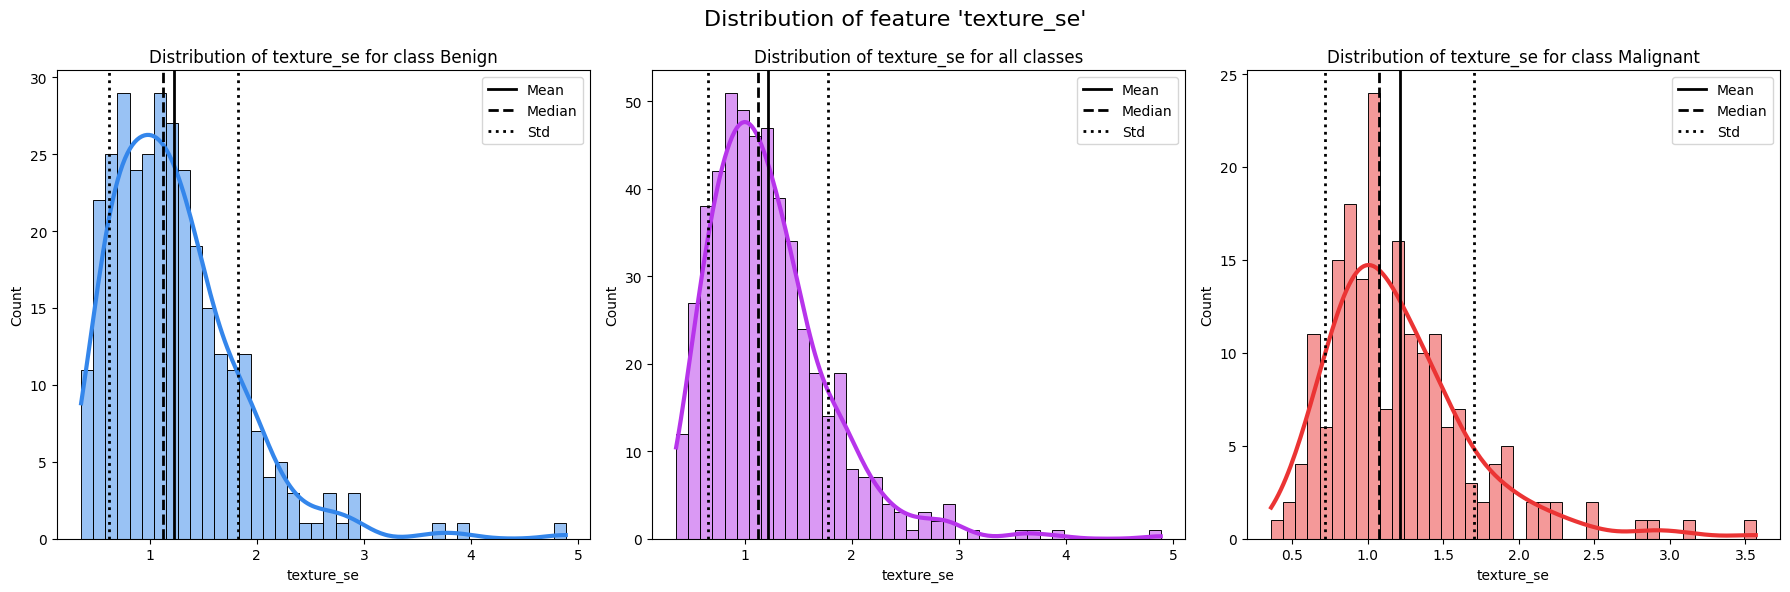 Distribution of feature 'texture_se'
Distribution of texture_se for class Benign
30
25
20
15
10
5
0
Count
1
2
3
4
5
texture_se
Mean
Median
Std
Distribution of texture_se for all classes
50
40
30
20
10
0
Count
1
2
3
4
5
texture_se
Mean
Median
Std
Distribution of texture_se for class Malignant
25
20
15
10
5
0
Count
0.5
1.0
1.5
2.0
2.5
3.0
3.5
texture_se
Mean
Median
Std